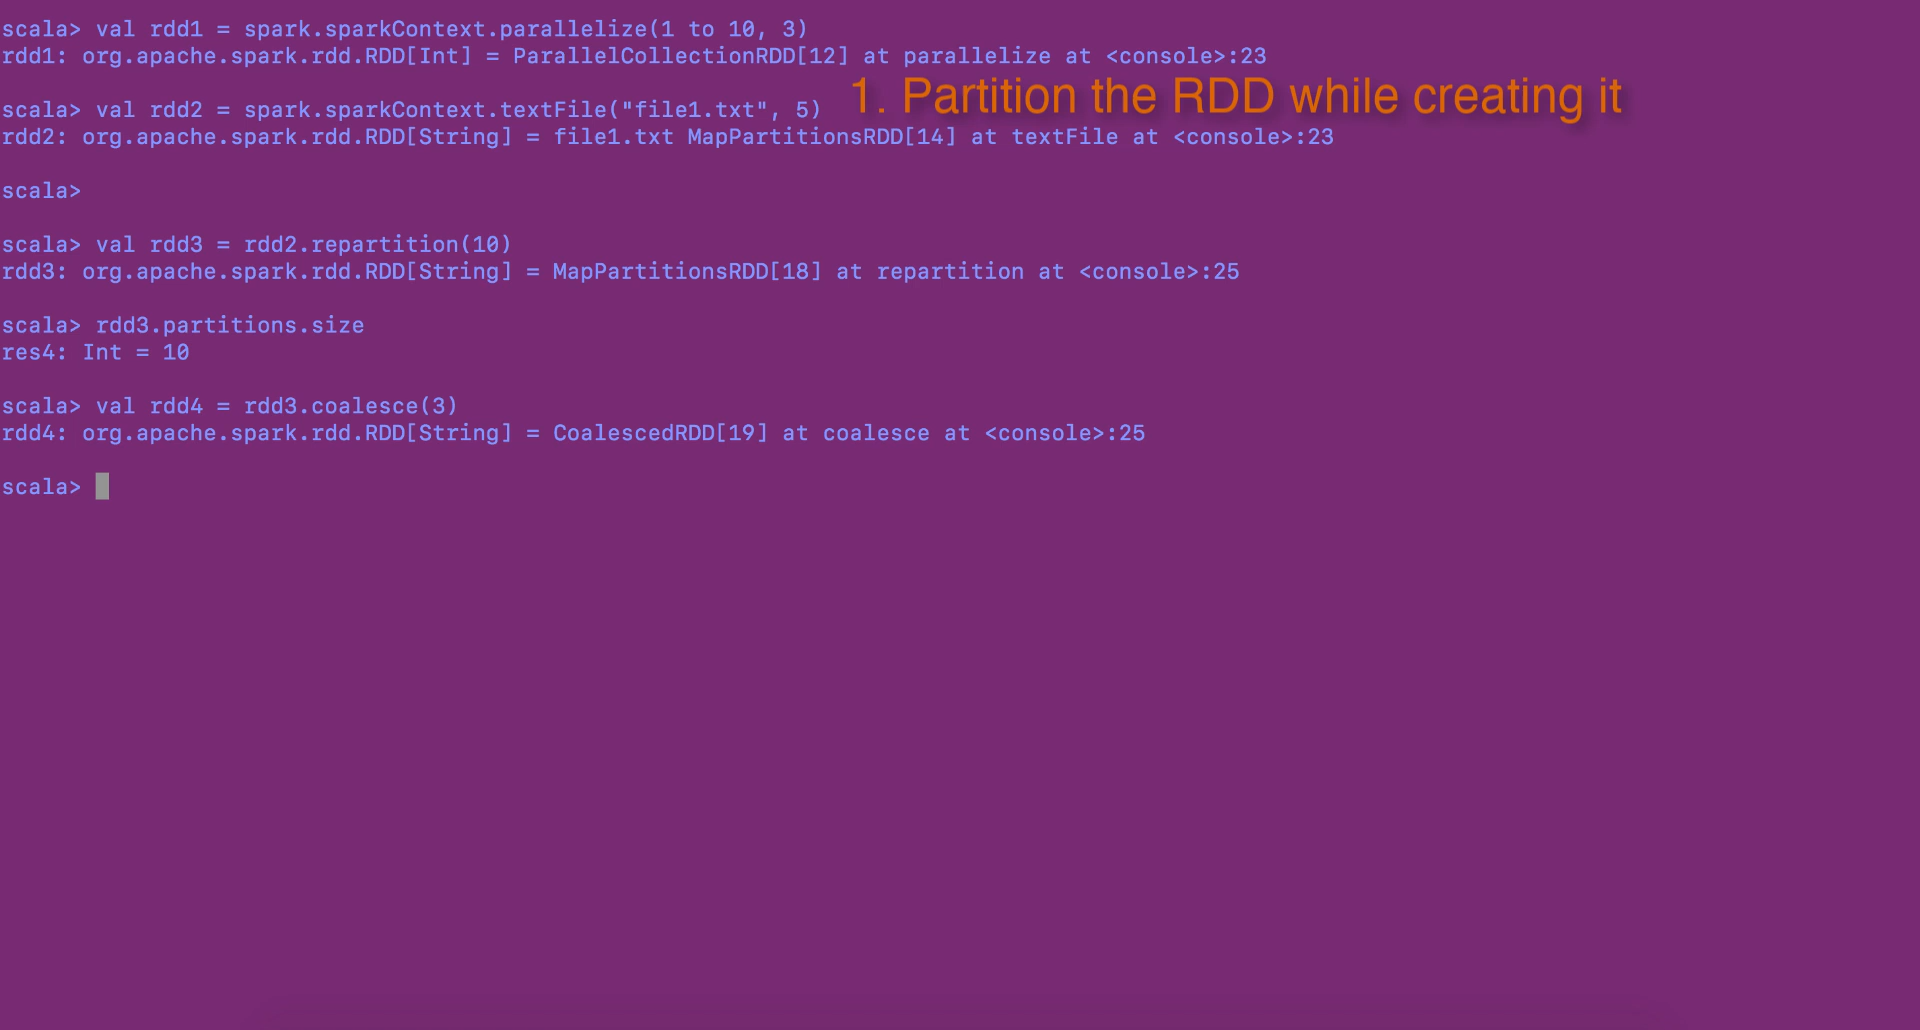 scala> val rdd1 = spark.sparkContext.parallelize(1 to 10, 3)
rdd1: org.apache.spark.rdd.RDD[Int] = ParallelCollectionRDD[12] at parallelize at <console>:23
1. Partition the RDD while creating it
scala> val rdd2 = spark.sparkContext.textFile("file1.txt", 5)
rdd2: org.apache.spark.rdd.RDD[String] = file1.txt MapPartitionsRDD[14] at textFile at <console>:23
scala>
scala> val rdd3 = rdd2.repartition(10)
rdd3: org.apache.spark.rdd.RDD[String] = MapPartitionsRDD[18] at repartition at <console>:25
scala> rdd3.partitions.size
res4: Int = 10
scala> val rdd4 = rdd3.coalesce(3)
rdd4: org.apache.spark.rdd.RDD[String] = CoalescedRDD[19] at coalesce at <console>:25
scala>